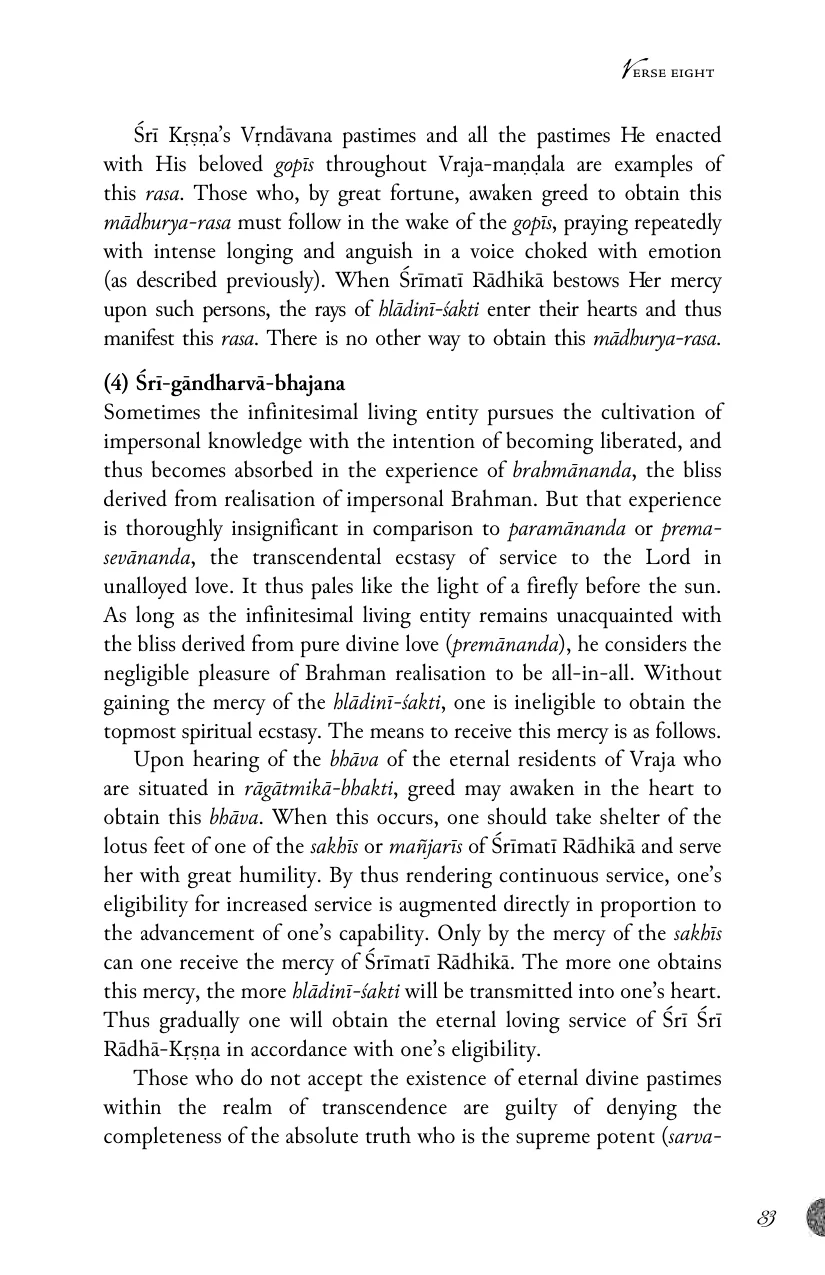 VERSE EIGHT
Śrī Kṛṣṇa’s Vṛndāvana pastimes and all the pastimes He enacted
with His beloved gopīs throughout Vraja-maṇḍala are examples of
this rasa. Those who, by great fortune, awaken greed to obtain this
mādhurya-rasa must follow in the wake of the gopīs, praying repeatedly
with intense longing and anguish in a voice choked with emotion
(as described previously). When Śrīmatī Rādhikā bestows Her mercy
upon such persons, the rays of hlādinī-śakti enter their hearts and thus
manifest this rasa. There is no other way to obtain this mādhurya-rasa.
(4) Śrī-gāndharvā-bhajana
Sometimes the infinitesimal living entity pursues the cultivation of
impersonal knowledge with the intention of becoming liberated, and
thus becomes absorbed in the experience of brahmānanda, the bliss
derived from realisation of impersonal Brahman. But that experience
is thoroughly insignificant in comparison to paramānanda or prema-
sevānanda, the transcendental ecstasy of service to the Lord in
unalloyed love. It thus pales like the light of a firefly before the sun.
As long as the infinitesimal living entity remains unacquainted with
the bliss derived from pure divine love (premānanda), he considers the
negligible pleasure of Brahman realisation to be all-in-all. Without
gaining the mercy of the hlādinī-śakti, one is ineligible to obtain the
topmost spiritual ecstasy. The means to receive this mercy is as follows.
Upon hearing of the bhāva of the eternal residents of Vraja who
are situated in rāgātmikā-bhakti, greed may awaken in the heart to
obtain this bhāva. When this occurs, one should take shelter of the
lotus feet of one of the sakhīs or mañjarīs of Śrīmatī Rādhikā and serve
her with great humility. By thus rendering continuous service, one’s
eligibility for increased service is augmented directly in proportion to
the advancement of one’s capability. Only by the mercy of the sakhīs
can one receive the mercy of Śrīmatī Rādhikā. The more one obtains
this mercy, the more hlādinī-śakti will be transmitted into one’s heart.
Thus gradually one will obtain the eternal loving service of Śrī Śrī
Rādhā-Kṛṣṇa in accordance with one’s eligibility.
Those who do not accept the existence of eternal divine pastimes
within the realm of transcendence are guilty of denying the
completeness of the absolute truth who is the supreme potent (sarva-
83